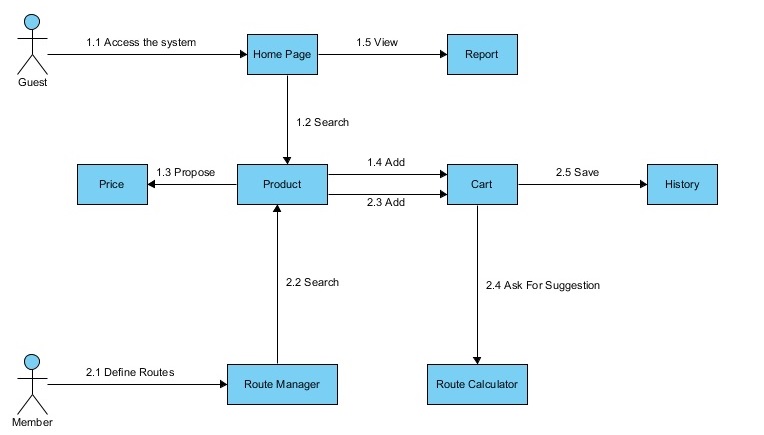 1.1 Access the system
Home Page
1.5 View
Report
Guest
1.2 Search
Price
1.3 Propose
Product
1.4 Add
2.3 Add
Cart
2.5 Save
History
2.2 Search
2.4 Ask For Suggestion
2.1 Define Routes
Route Manager
Route Calculator
Member